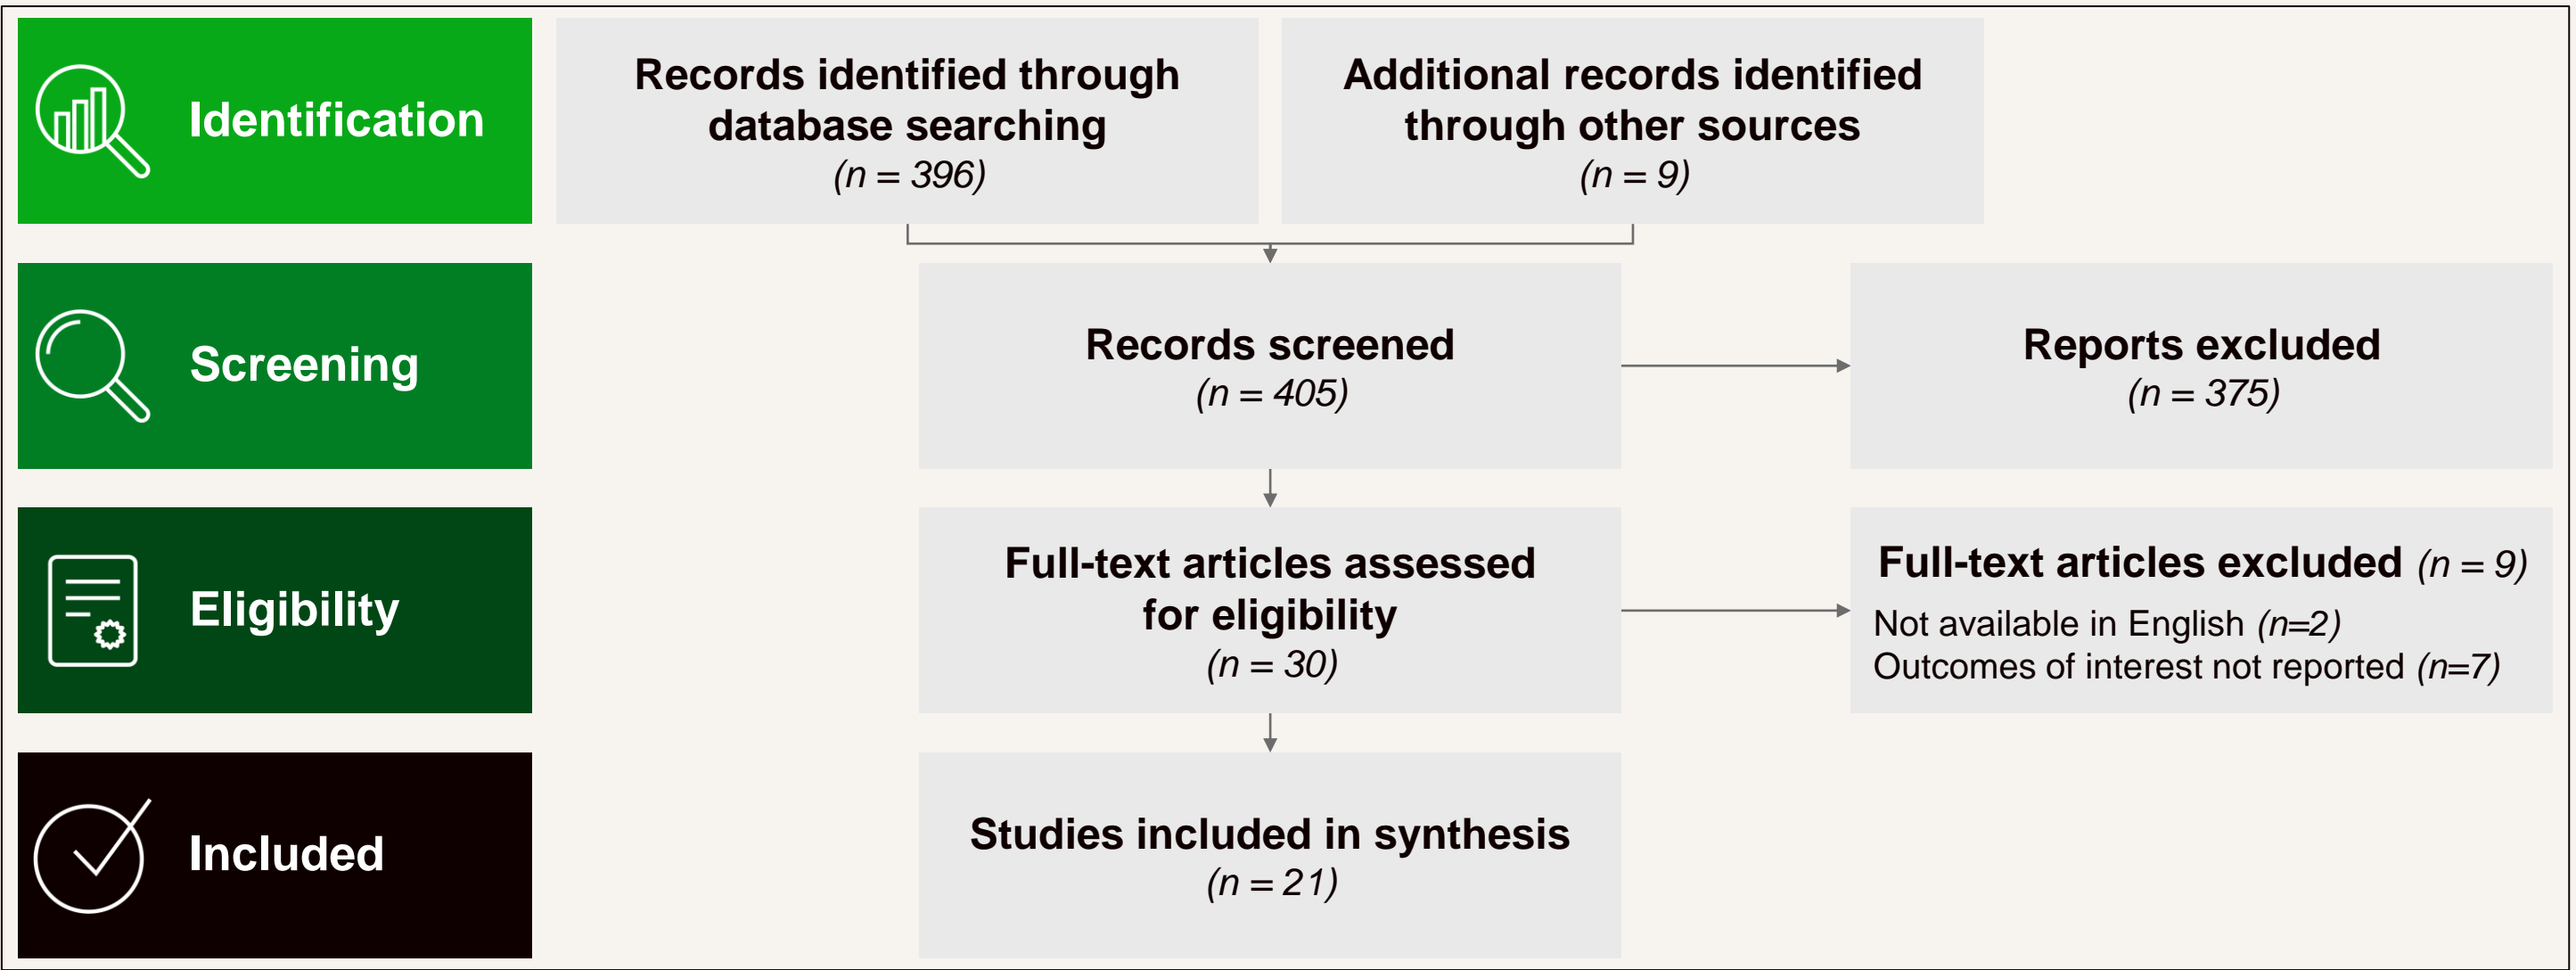 Identification
Records identified through
database searching
(n = 396)
Additional records identified
through other sources
(n = 9)
Screening
Records screened
(n = 405)
Reports excluded
(n = 375)
Eligibility
Full-text articles assessed
for eligibility
(n = 30)
Full-text articles excluded (n = 9)
Not available in English (n=2)
Outcomes of interest not reported (n=7)
Included
Studies included in synthesis
(n = 21)